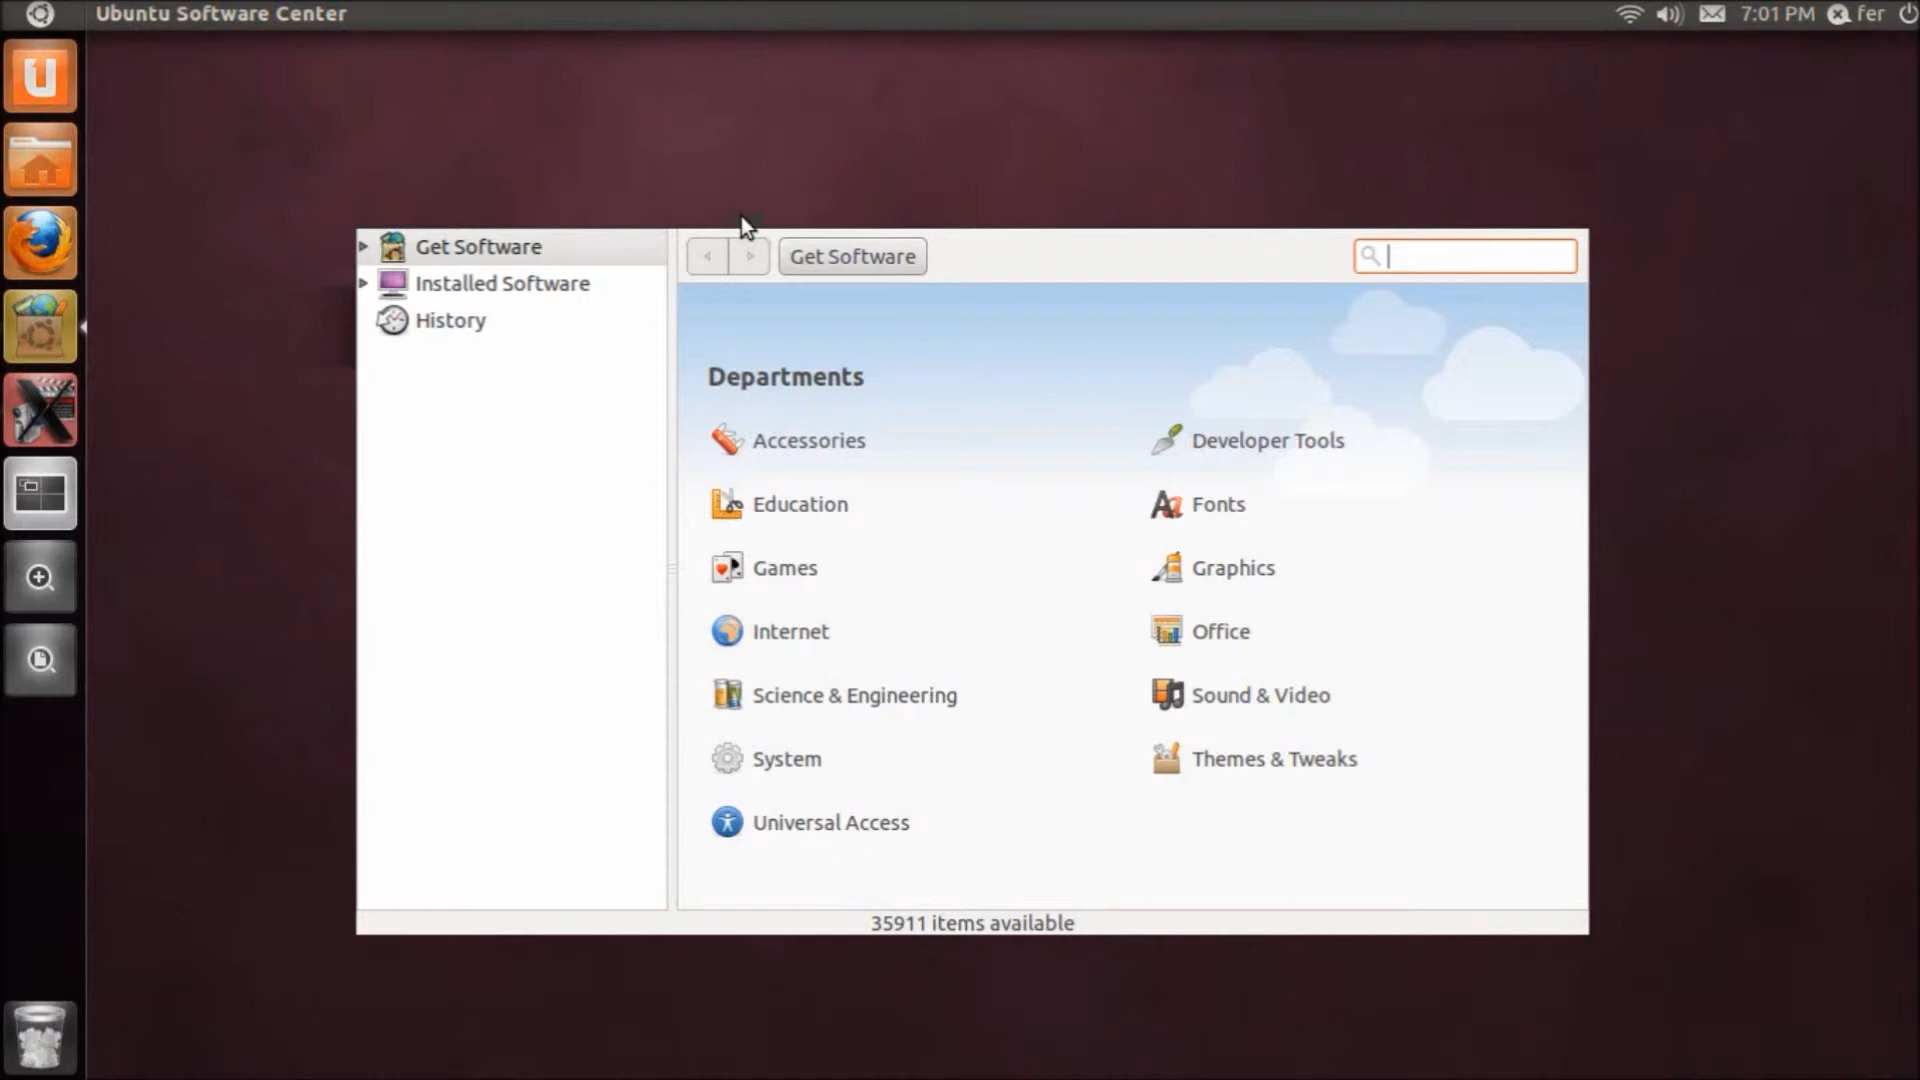 Ubuntu Software Center
7:01 PM fer
Get Software
Installed Software
History
Get Software
Departments
Accessories
Developer Tools
Education
Fonts
Games
Graphics
Internet
Office
Science & Engineering
Sound & Video
System
Themes & Tweaks
Universal Access
35911 items available